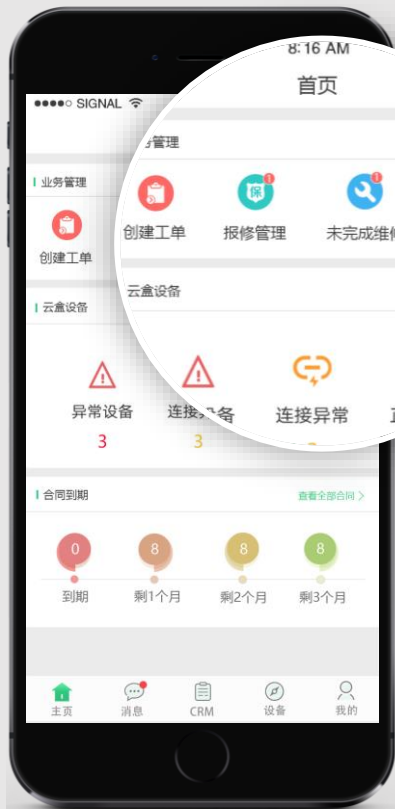 8:16 AM
SIGNAL
首页
务管理
业务管理
1
1
保
创建工单
报修管理
未完成维修
创建工单
云盒设备
云盒设备
异常设备
连接
备
连接异常
3
3
合同到期
查看全部合同
0
8
8
8
到期
剩1个月
剩2个月
剩3个月
主页
消息
CRM
设备
我的